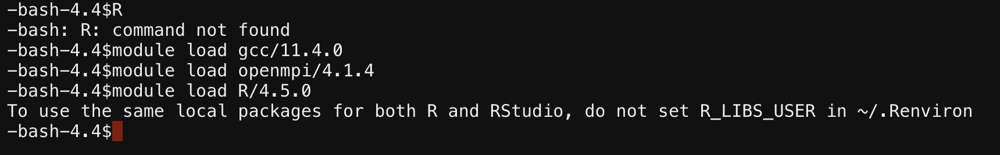 -bash-4.4$R
-bash: R: command not found
-bash-4.4$module load gcc/11.4.0
-bash-4.4$module load openmpi/4.1.4
-bash-4.4$module load R/4.5.0
To use the same local packages for both R and RStudio, do not set R_LIBS_USER in ~/.Renviron
-bash-4.4$